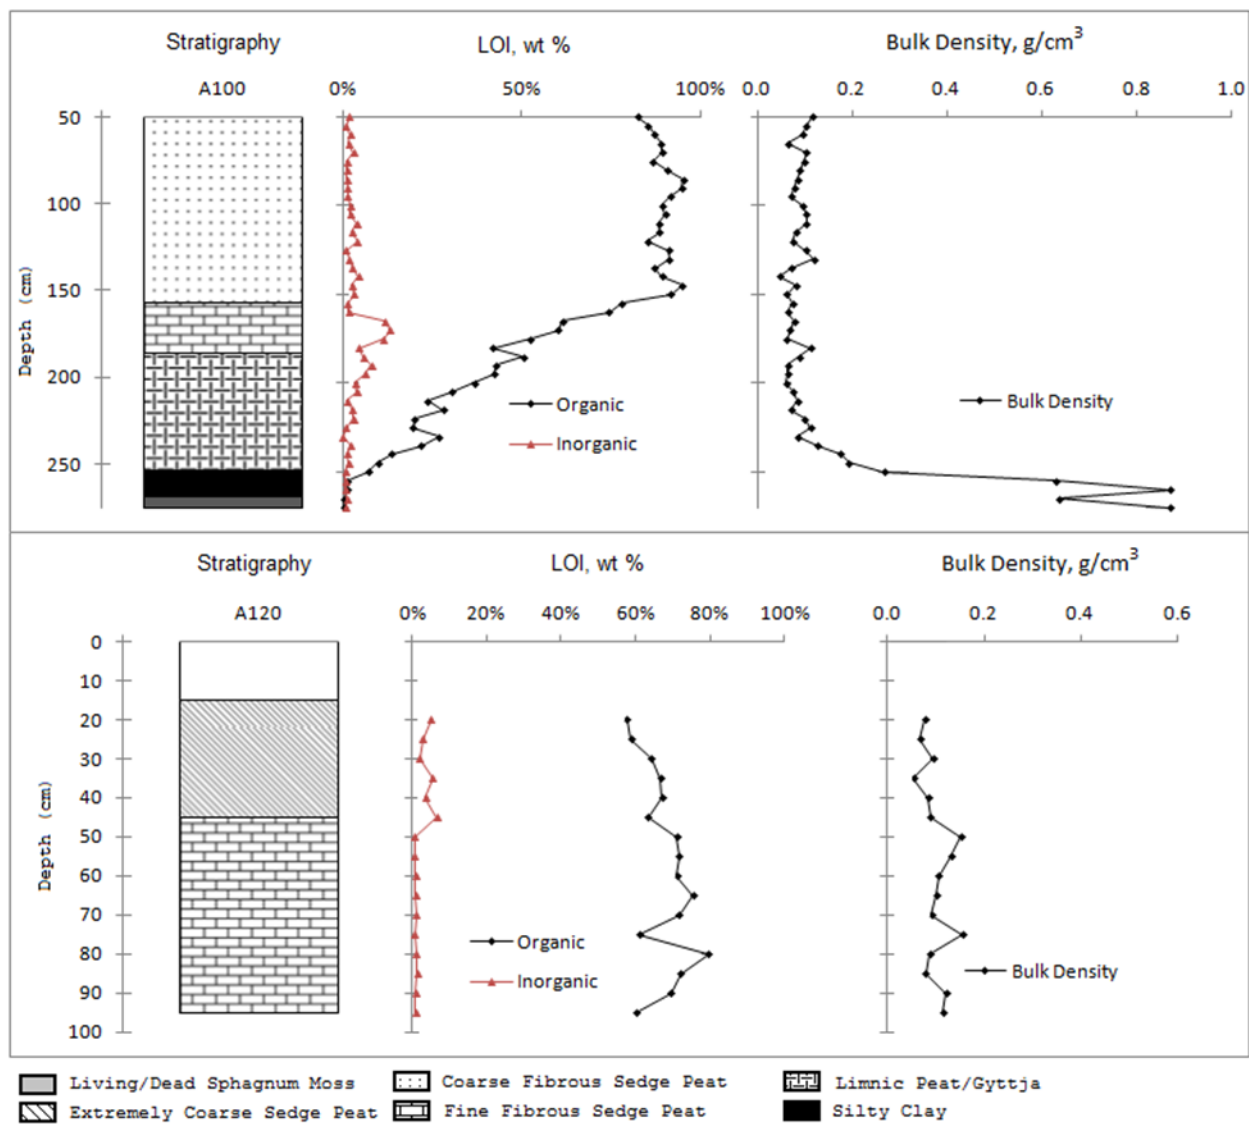 Stratigraphy LOI, wt % Bulk Density, g/cm3
A100 0% 50% 100% 0.0 0.2 0.4 0.6 0.8 1.0
50
100
150
Depth (cm)
200
Organic Bulk Density
Inorganic
250
Stratigraphy LOI, wt % Bulk Density, g/cm3
A120 0% 20% 40% 60% 80% 100% 0.0 0.2 0.4 0.6
0
10
20
30
40
50
Depth (cm)
60
70
Organic
80
Bulk Density
Inorganic
90
100
Living/Dead Sphagnum Moss Coarse Fibrous Sedge Peat Limnic Peat/Gyttja
Extremely Coarse Sedge Peat Fine Fibrous Sedge Peat Silty Clay